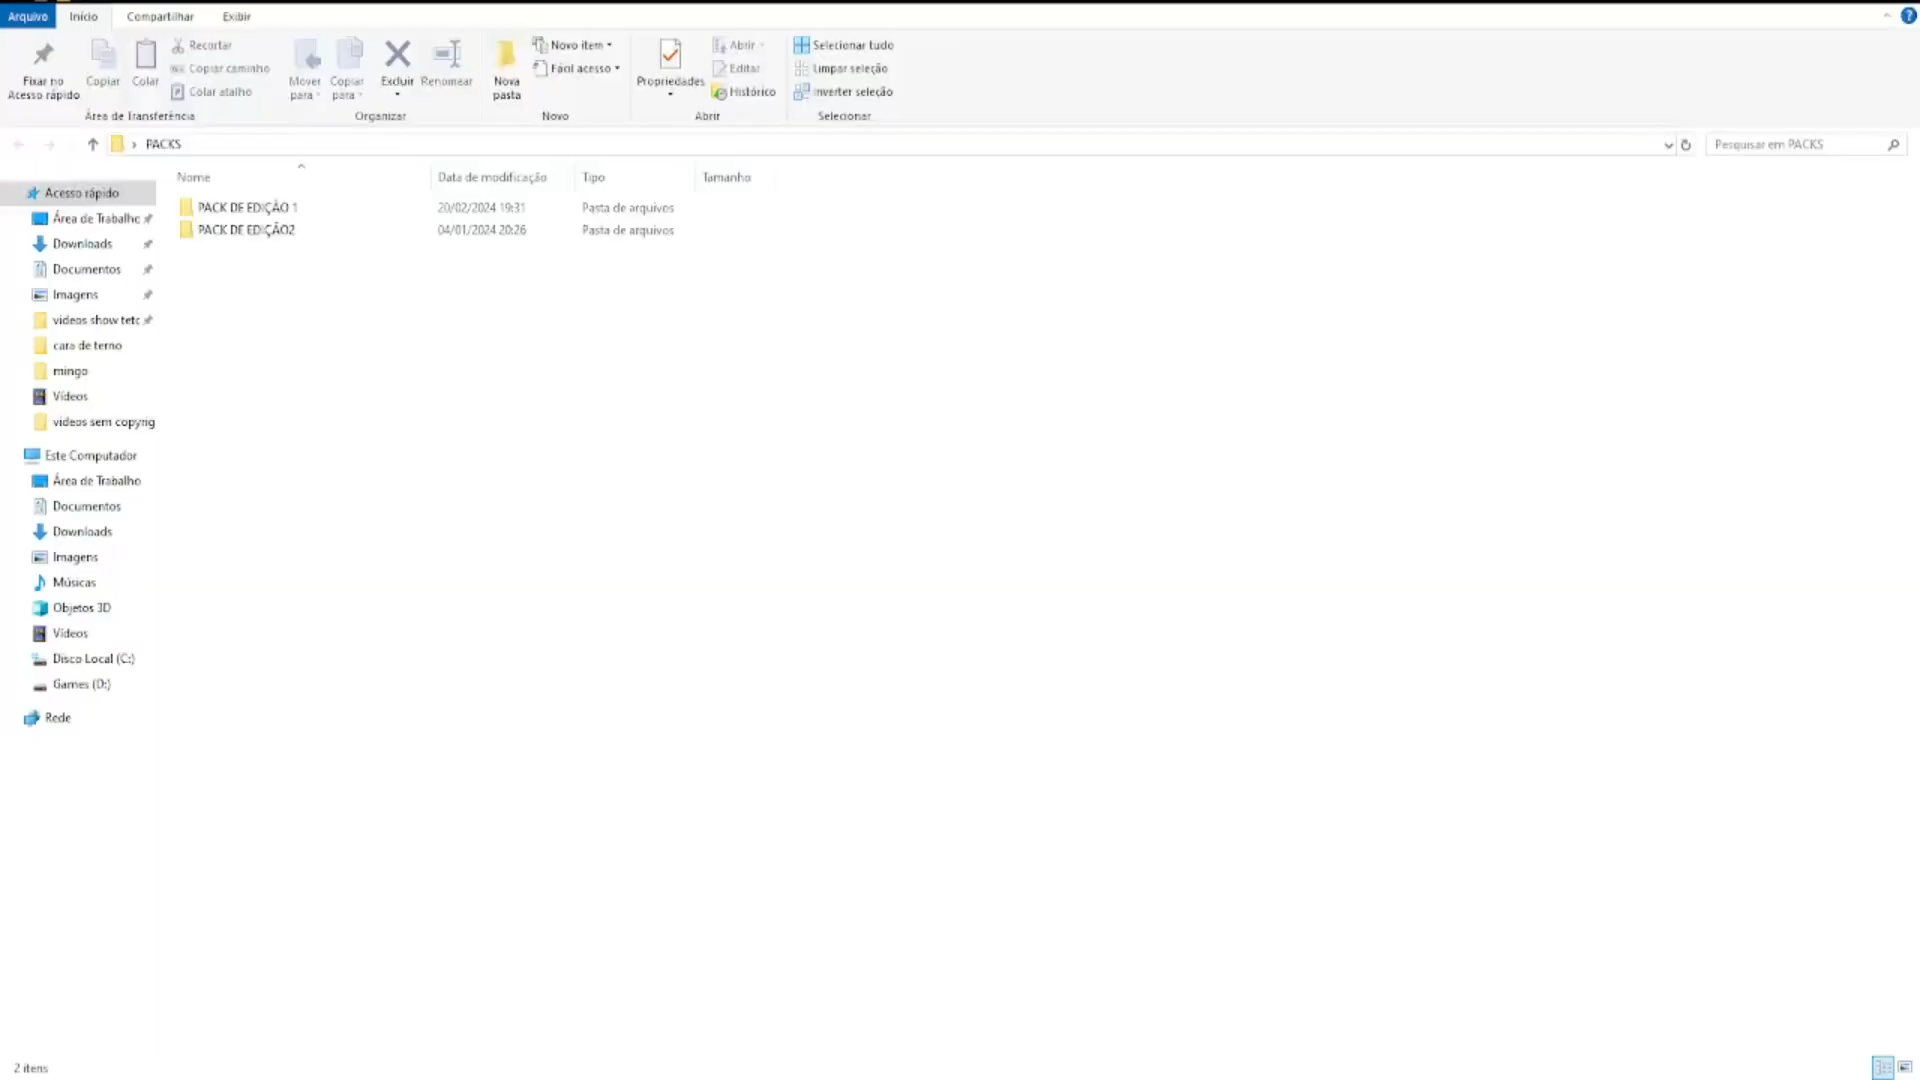 Arquivo Início Compartilhar Exibir
Fixar no Acesso rápido
Copiar
Colar
Recortar
Copiar caminho
Colar atalho
Área de Transferência
Mover para
Copiar para
Excluir
Renomear
Organizar
Nova pasta
Novo item
Fácil acesso
Novo
Propriedades
Abrir
Editar
Histórico
Abrir
Selecionar tudo
Limpar seleção
Inverter seleção
Selecionar
PACKS
Pesquisar em PACKS
Nome Data de modificação Tipo Tamanho
PACK DE EDIÇÃO 1 20/02/2024 19:31 Pasta de arquivos
PACK DE EDIÇÃO2 04/01/2024 20:26 Pasta de arquivos
Acesso rápido
Área de Trabalho
Downloads
Documentos
Imagens
videos show tetc
cara de terno
mingo
Vídeos
videos sem copyrig
Este Computador
Área de Trabalho
Documentos
Downloads
Imagens
Músicas
Objetos 3D
Vídeos
Disco Local (C:)
Games (D:)
Rede
2 itens